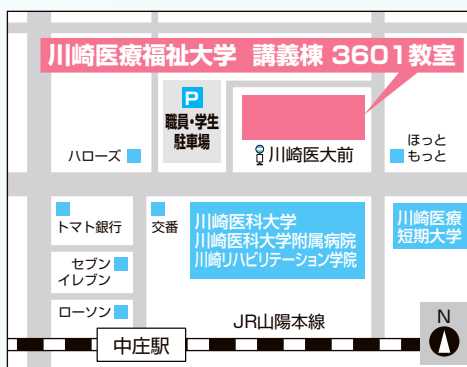 川崎医療福祉大学 講義棟 3601教室
P
職員・学生
駐車場
ハローズ
川崎医大前
ほっと
もっと
トマト銀行
交番
川崎医科大学
川崎医科大学附属病院
川崎リハビリテーション学院
川崎医療
短期大学
セブン
イレブン
ローソン
JR山陽本線
中庄駅
N